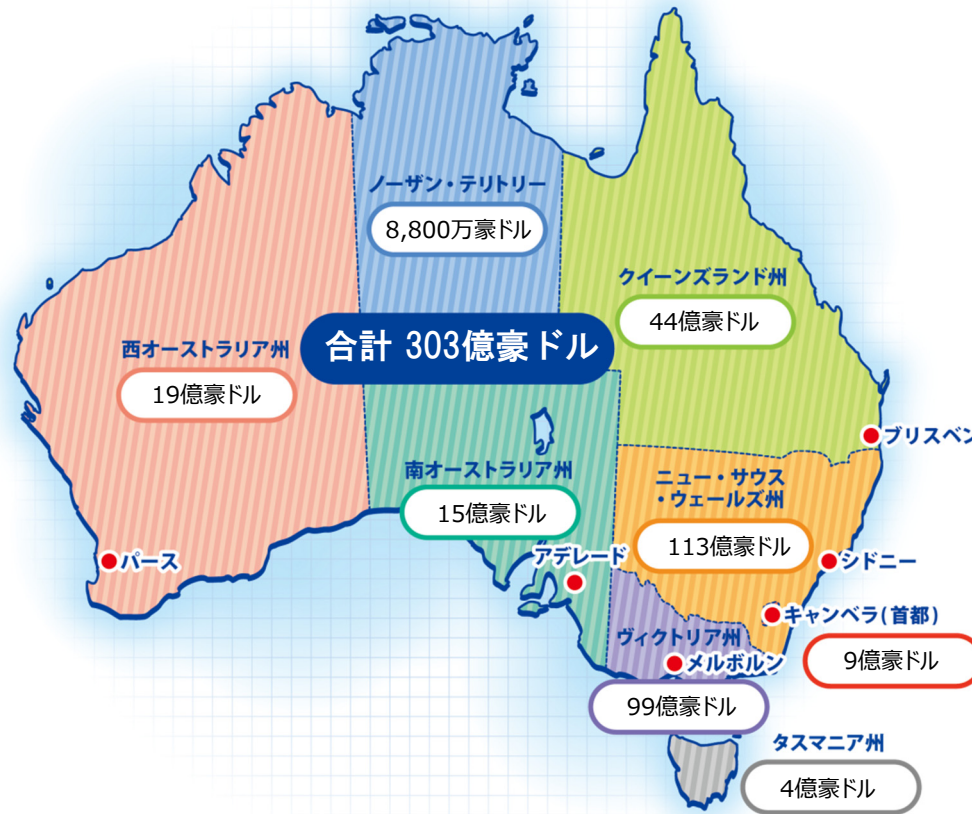 ノーザン・テリトリー
8,800万豪ドル
クイーンズランド州
44億豪ドル
合計 303億豪ドル
西オーストラリア州
19億豪ドル
ブリスベン
南オーストラリア州
15億豪ドル
ニュー・サウス
・ウェールズ州
113億豪ドル
パース
アデレード
シドニー
キャンベラ(首都)
9億豪ドル
ヴィクトリア州
メルボルン
99億豪ドル
タスマニア州
4億豪ドル